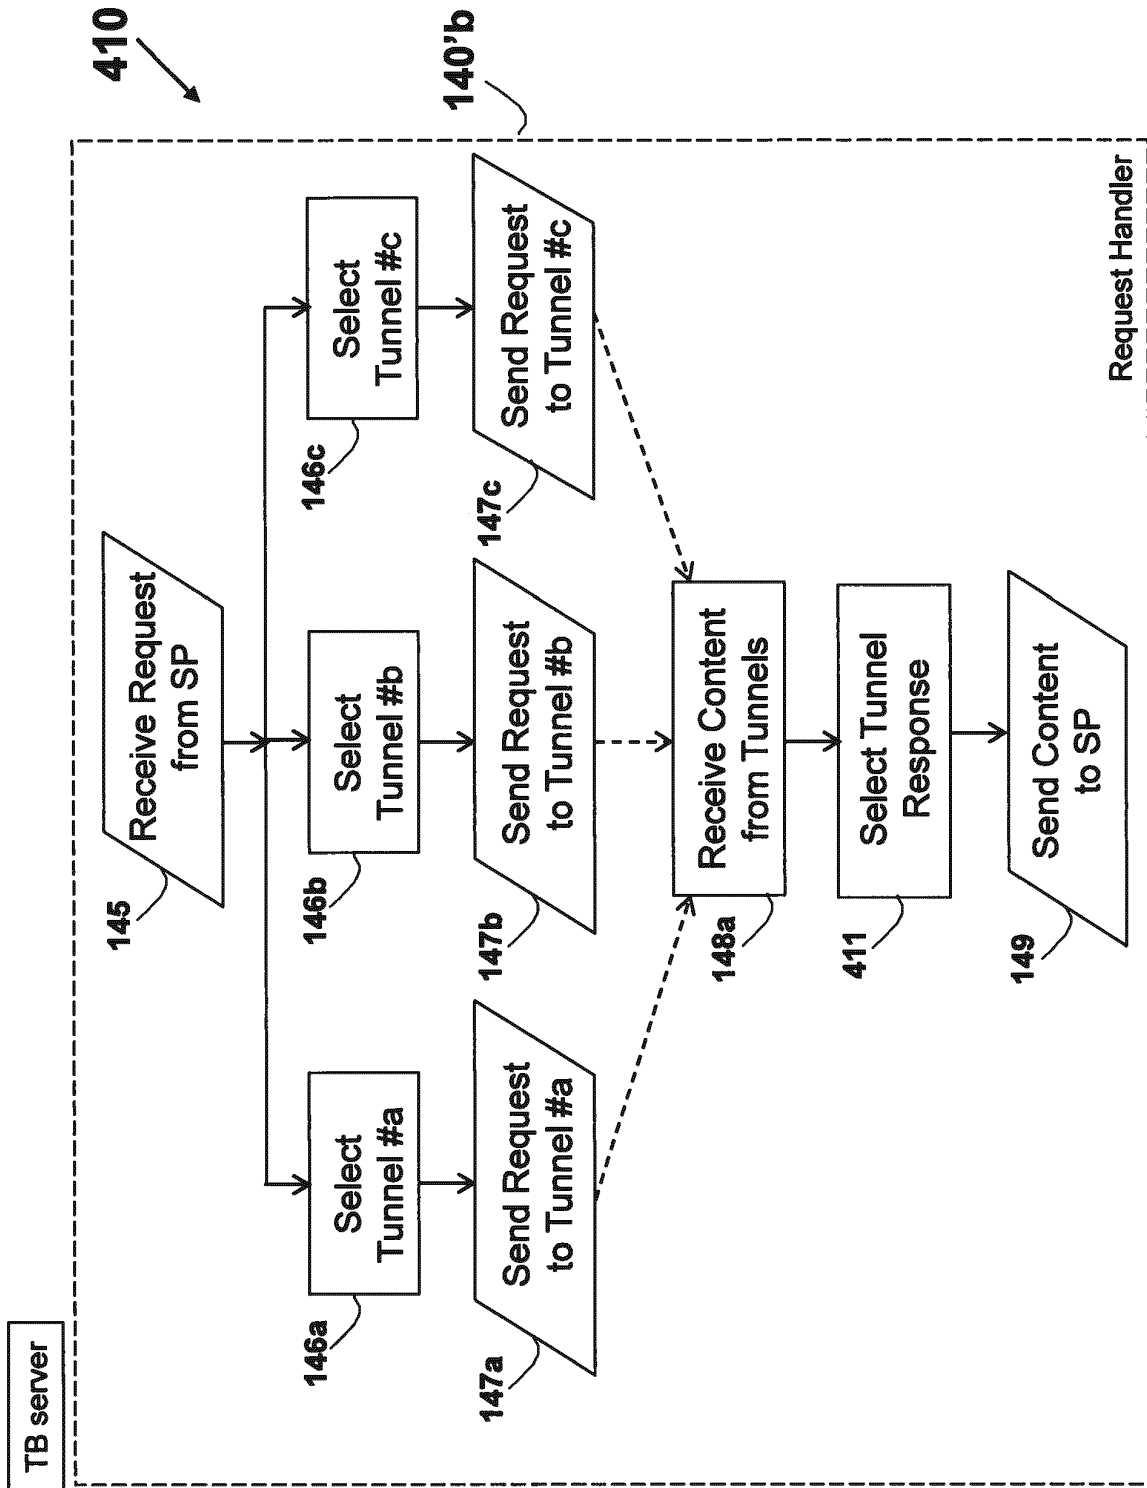 TB server
410
140'b
Receive Request
from SP
145
Select
Tunnel #a
146a
Select
Tunnel #b
146b
Select
Tunnel #c
146c
Send Request
to Tunnel #a
147a
Send Request
to Tunnel #b
147b
Send Request
to Tunnel #c
147c
Receive Content
from Tunnels
148a
Select Tunnel
Response
411
Send Content
to SP
149
Request Handler